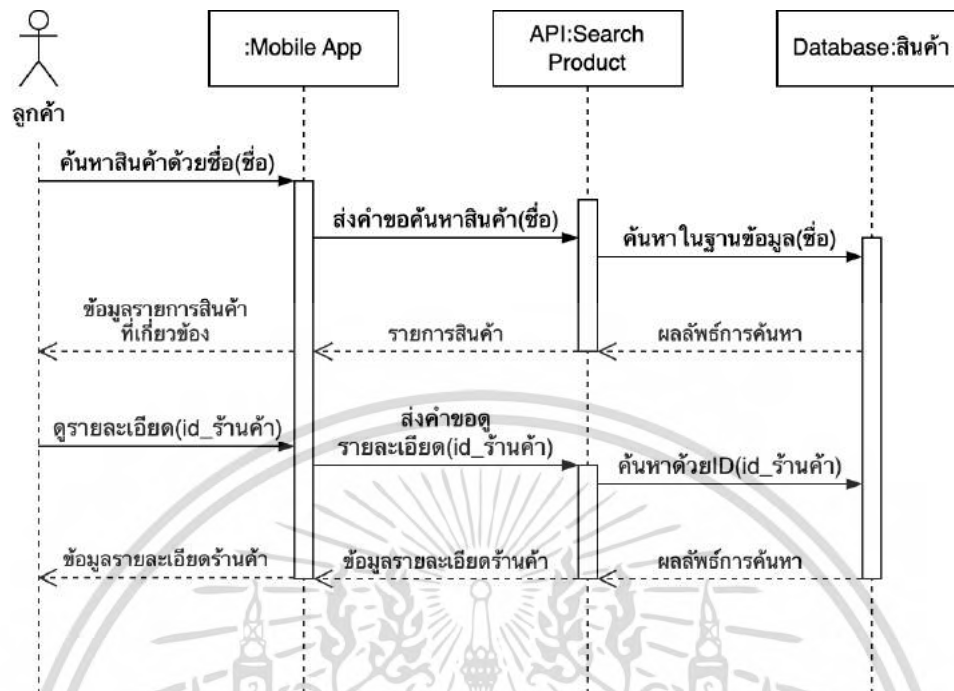 :Mobile App
API:Search
Product
Database:สินค้า
ลูกค้า
ค้นหาสินค้าด้วยชื่อ(ชื่อ)
ส่งคำขอค้นหาสินค้า(ชื่อ)
ค้นหาในฐานข้อมูล(ชื่อ)
ข้อมูลรายการสินค้า
ที่เกี่ยวข้อง
รายการสินค้า
ผลลัพธ์การค้นหา
ดูรายละเอียด(id_ร้านค้า)
ส่งคำขอดู
รายละเอียด(id_ร้านค้า)
ค้นหาด้วยID(id_ร้านค้า)
ข้อมูลรายละเอียดร้านค้า
ข้อมูลรายละเอียดร้านค้า
ผลลัพธ์การค้นหา